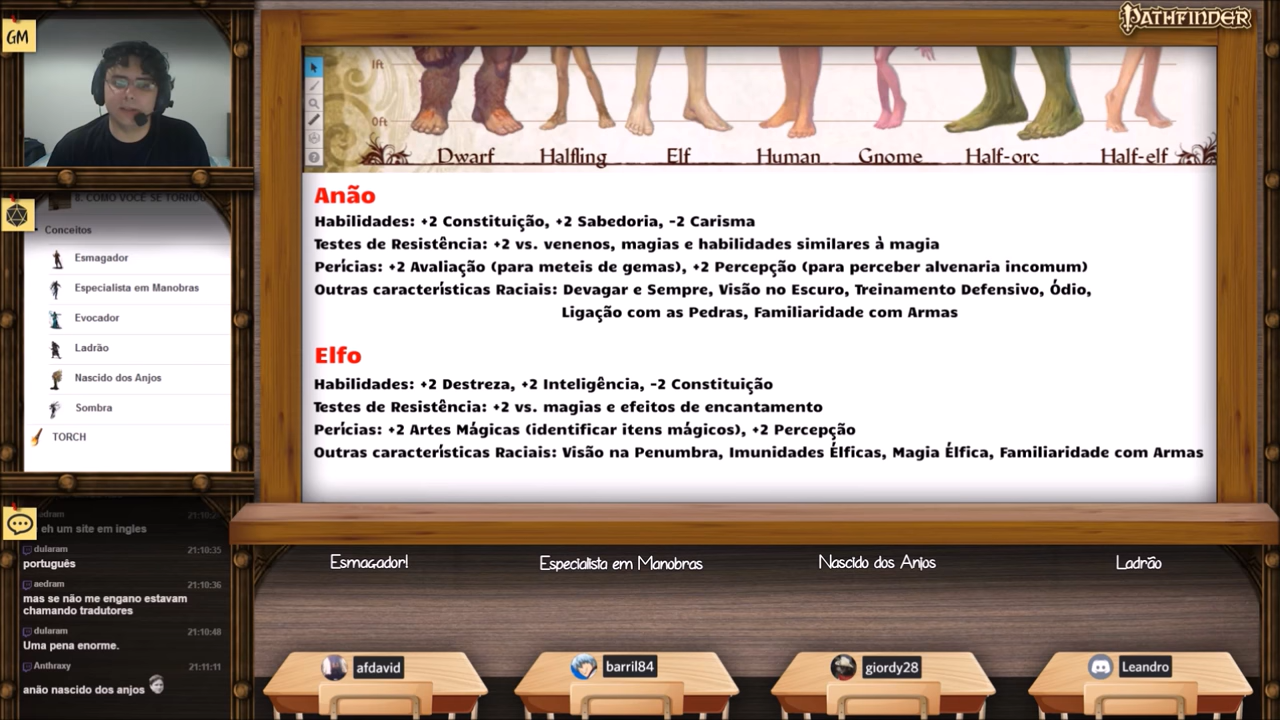 GM
PATHFINDER
1ft
0ft
Dwarf Halfling Elf Human Gnome Half-orc Half-elf
8. COMO VOCÊ SE TORNOU
Conceitos
Esmagador
Especialista em Manobras
Evocador
Ladrão
Nascido dos Anjos
Sombra
TORCH
Anão
Habilidades: +2 Constituição, +2 Sabedoria, -2 Carisma
Testes de Resistência: +2 vs. venenos, magias e habilidades similares à magia
Perícias: +2 Avaliação (para meteis de gemas), +2 Percepção (para perceber alvenaria incomum)
Outras características Raciais: Devagar e Sempre, Visão no Escuro, Treinamento Defensivo, Ódio,
Ligação com as Pedras, Familiaridade com Armas
Elfo
Habilidades: +2 Destreza, +2 Inteligência, -2 Constituição
Testes de Resistência: +2 vs. magias e efeitos de encantamento
Perícias: +2 Artes Mágicas (identificar itens mágicos), +2 Percepção
Outras características Raciais: Visão na Penumbra, Imunidades Élficas, Magia Élfica, Familiaridade com Armas
eh um site em ingles
dularam 21:10:35
português
aedram 21:10:36
mas se não me engano estavam
chamando tradutores
dularam 21:10:48
Uma pena enorme.
Anthraxy 21:11:11
anão nascido dos anjos
Esmagador! Especialista em Manobras Nascido dos Anjos Ladrão
afdavid barril84 giordy28 Leandro